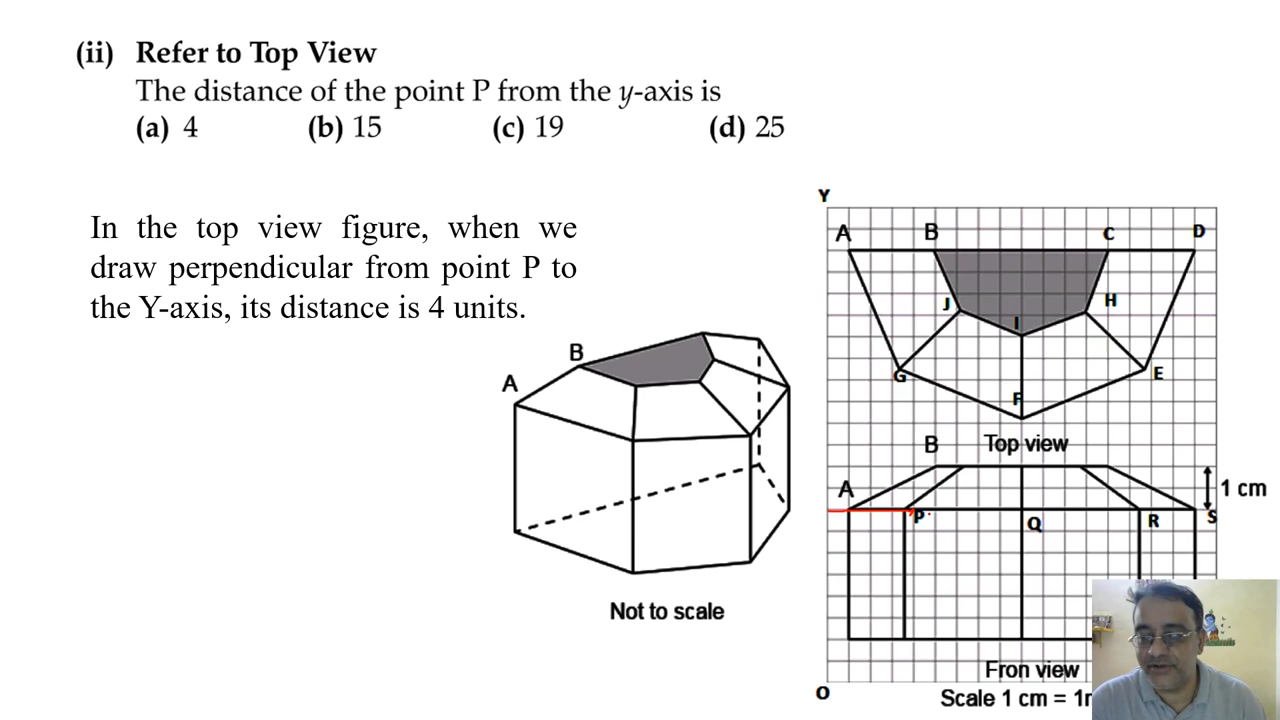 (ii) Refer to Top View
The distance of the point P from the y-axis is
(a) 4 (b) 15 (c) 19 (d) 25
In the top view figure, when we
draw perpendicular from point P to
the Y-axis, its distance is 4 units.
B
A
Not to scale
Y
A B C D
J H
I
G E
F
B Top view
A 1 cm
P Q R S
Fron view
O Scale 1 cm =